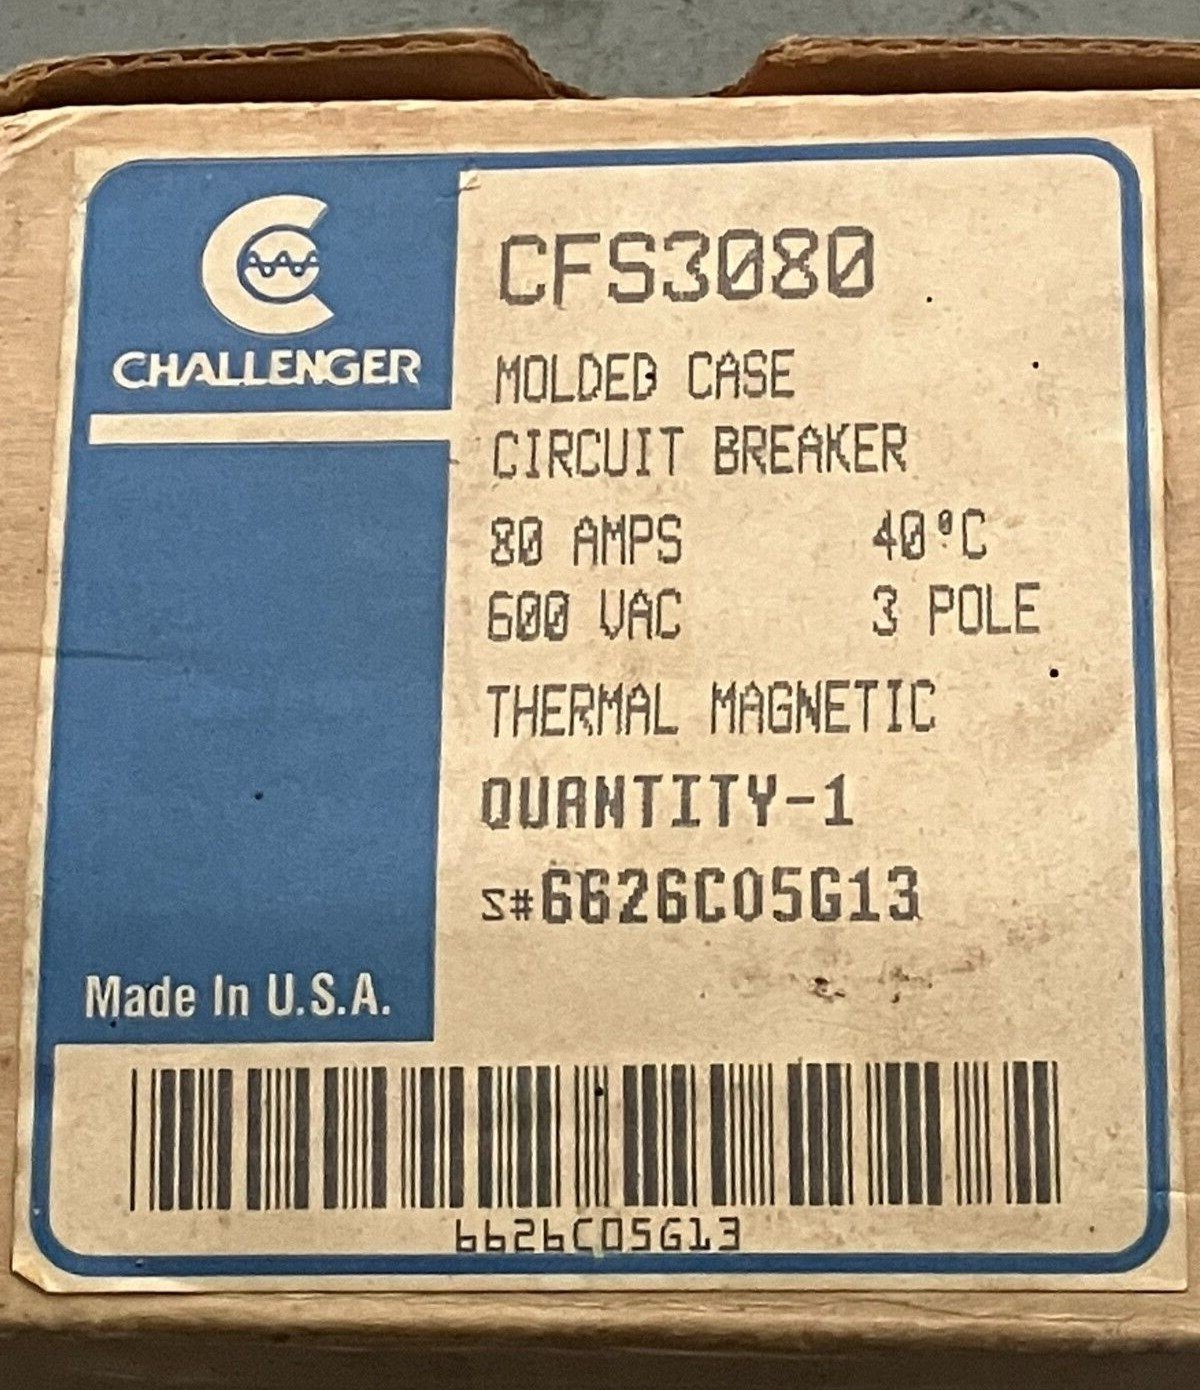 CHALLENGER
CFS3080
MOLDED CASE
CIRCUIT BREAKER
80 AMPS 40°C
600 VAC 3 POLE
THERMAL MAGNETIC
QUANTITY-1
S#6626C05G13
Made In U.S.A.
6626C05G13